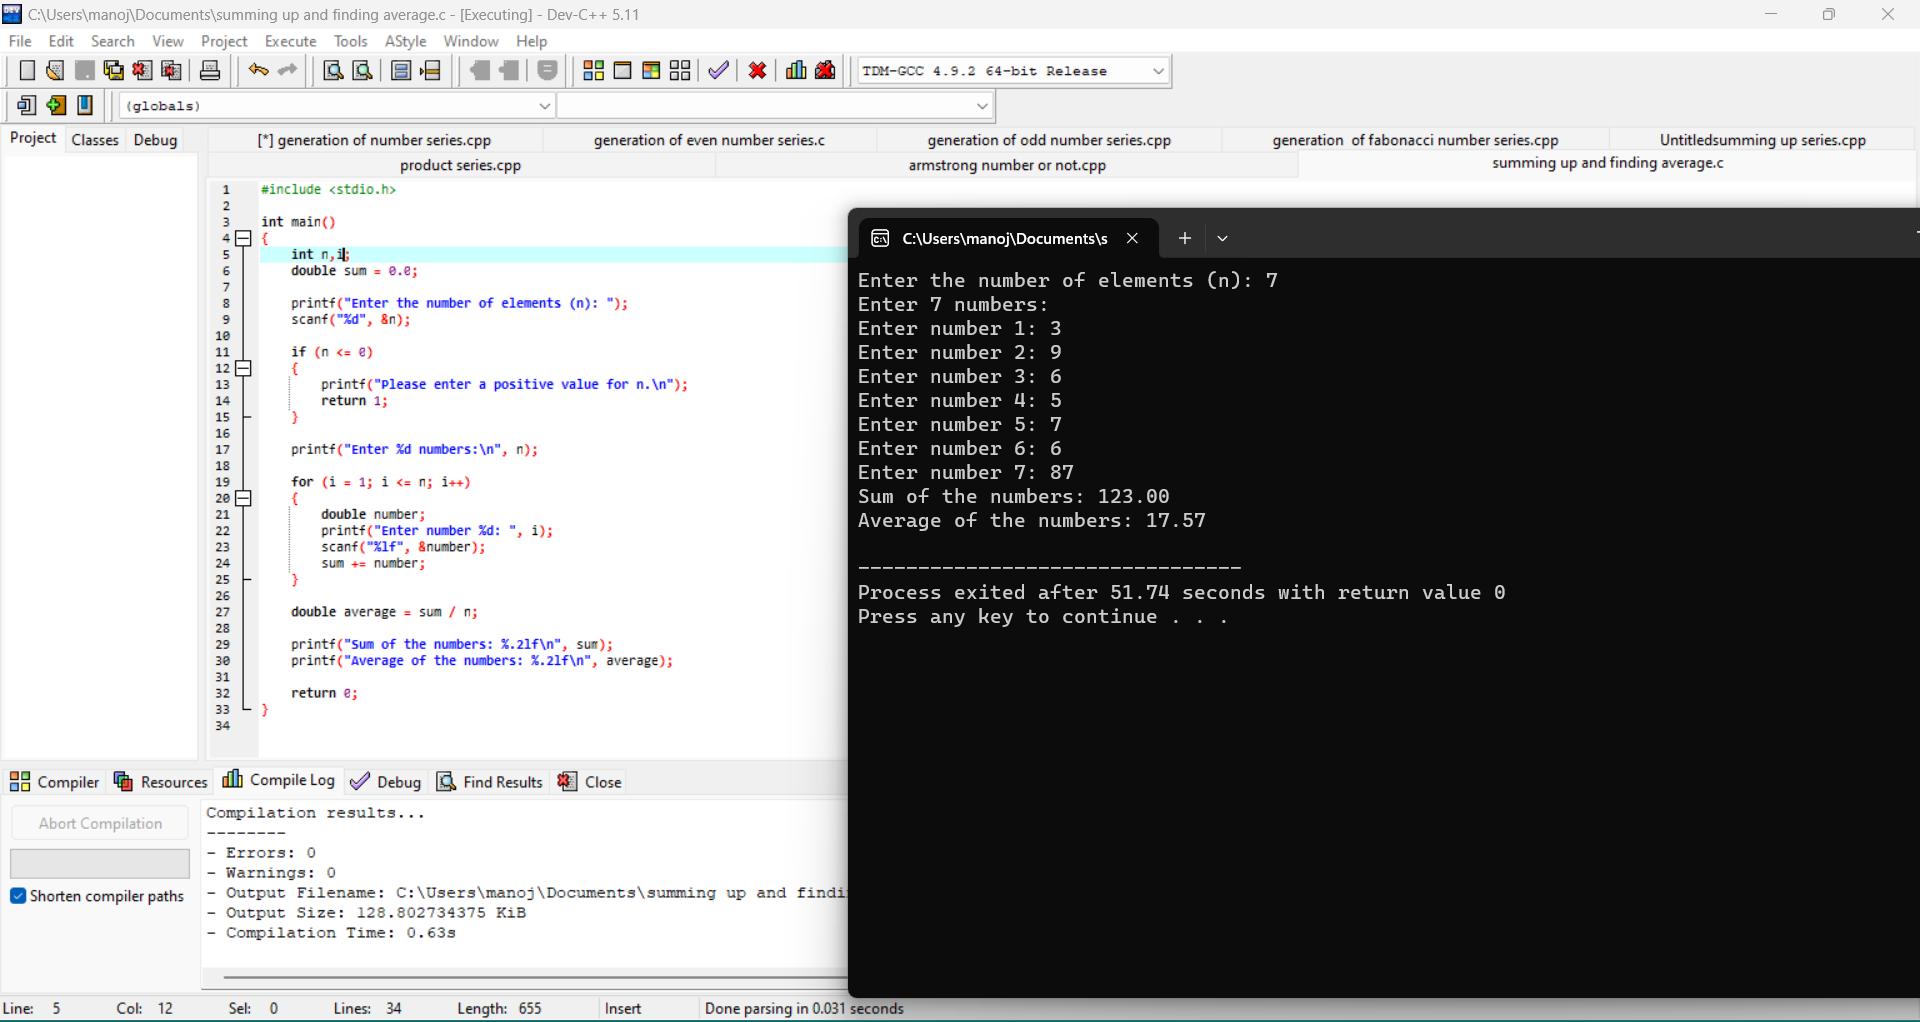 C:\Users\manoj\Documents\summing up and finding average.c - [Executing] - Dev-C++ 5.11
File Edit Search View Project Execute Tools AStyle Window Help
TDM-GCC 4.9.2 64-bit Release
(globals)
Project Classes Debug
[*] generation of number series.cpp generation of even number series.c generation of odd number series.cpp generation of fabonacci number series.cpp Untitledsumming up series.cpp
product series.cpp armstrong number or not.cpp summing up and finding average.c
1 #include <stdio.h>
2
3 int main()
4 {
5 int n,i;
6 double sum = 0.0;
7
8 printf("Enter the number of elements (n): ");
9 scanf("%d", &n);
10
11 if (n <= 0)
12 {
13 printf("Please enter a positive value for n.\n");
14 return 1;
15 }
16
17 printf("Enter %d numbers:\n", n);
18
19 for (i = 1; i <= n; i++)
20 {
21 double number;
22 printf("Enter number %d: ", i);
23 scanf("%lf", &number);
24 sum += number;
25 }
26
27 double average = sum / n;
28
29 printf("Sum of the numbers: %.2lf\n", sum);
30 printf("Average of the numbers: %.2lf\n", average);
31
32 return 0;
33 }
34
C:\Users\manoj\Documents\s
Enter the number of elements (n): 7
Enter 7 numbers:
Enter number 1: 3
Enter number 2: 9
Enter number 3: 6
Enter number 4: 5
Enter number 5: 7
Enter number 6: 6
Enter number 7: 87
Sum of the numbers: 123.00
Average of the numbers: 17.57
--------------------------------
Process exited after 51.74 seconds with return value 0
Press any key to continue . . .
Compiler Resources Compile Log Debug Find Results Close
Abort Compilation
Shorten compiler paths
Compilation results...
--------
- Errors: 0
- Warnings: 0
- Output Filename: C:\Users\manoj\Documents\summing up and findi
- Output Size: 128.802734375 KiB
- Compilation Time: 0.63s
Line: 5 Col: 12 Sel: 0 Lines: 34 Length: 655 Insert Done parsing in 0.031 seconds